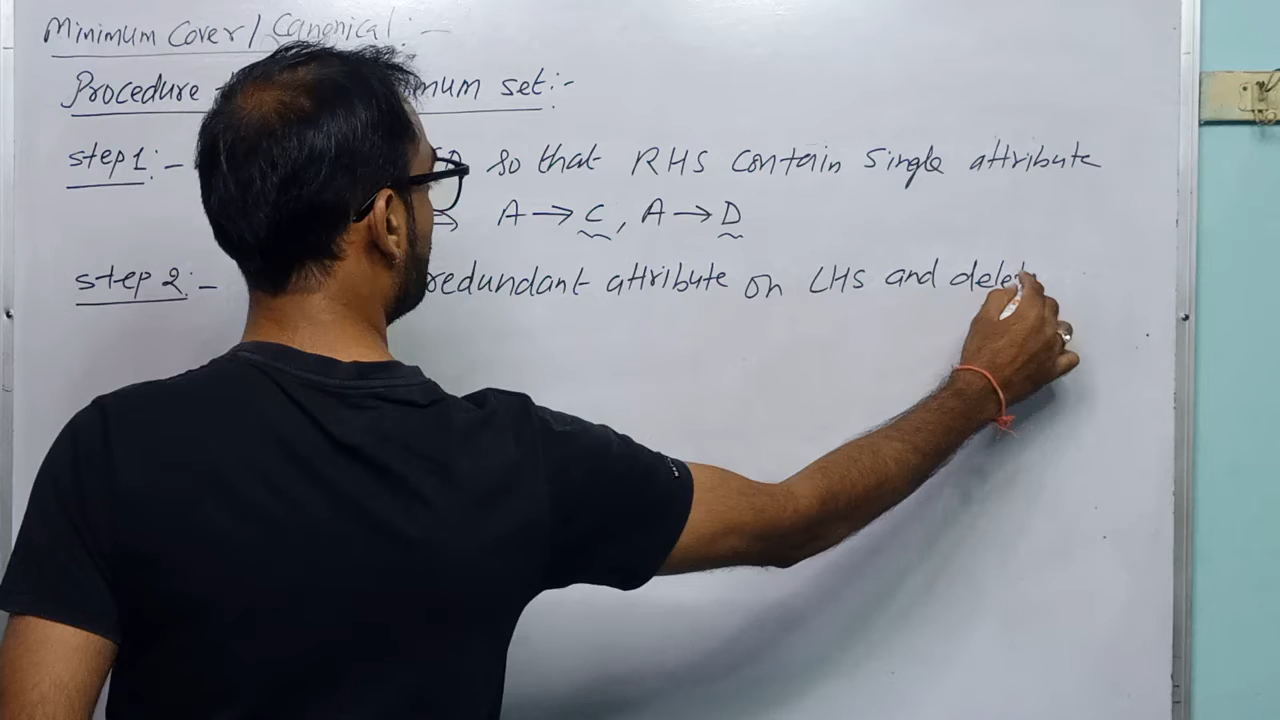 Minimum Cover / Canonical :-
Procedure mum set :-
step 1 :- so that RHS contain single attribute
⇒ A → C , A → D
step 2 :- redundant attribute on LHS and delet